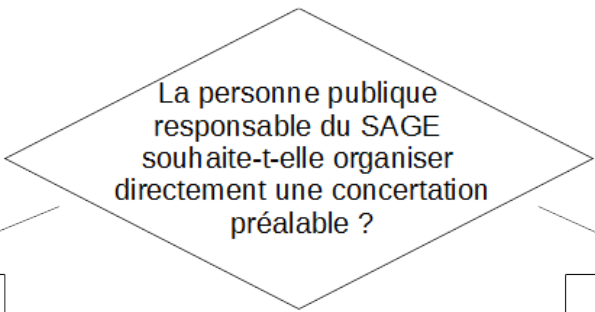 La personne publique
responsable du SAGE
souhaite-t-elle organiser
directement une concertation
préalable ?